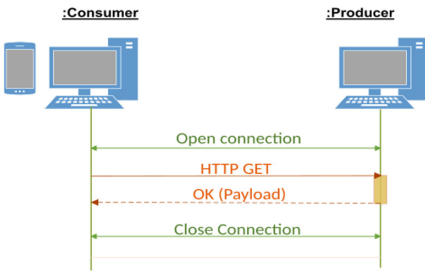 :Consumer
:Producer
Open connection
HTTP GET
OK (Payload)
Close Connection